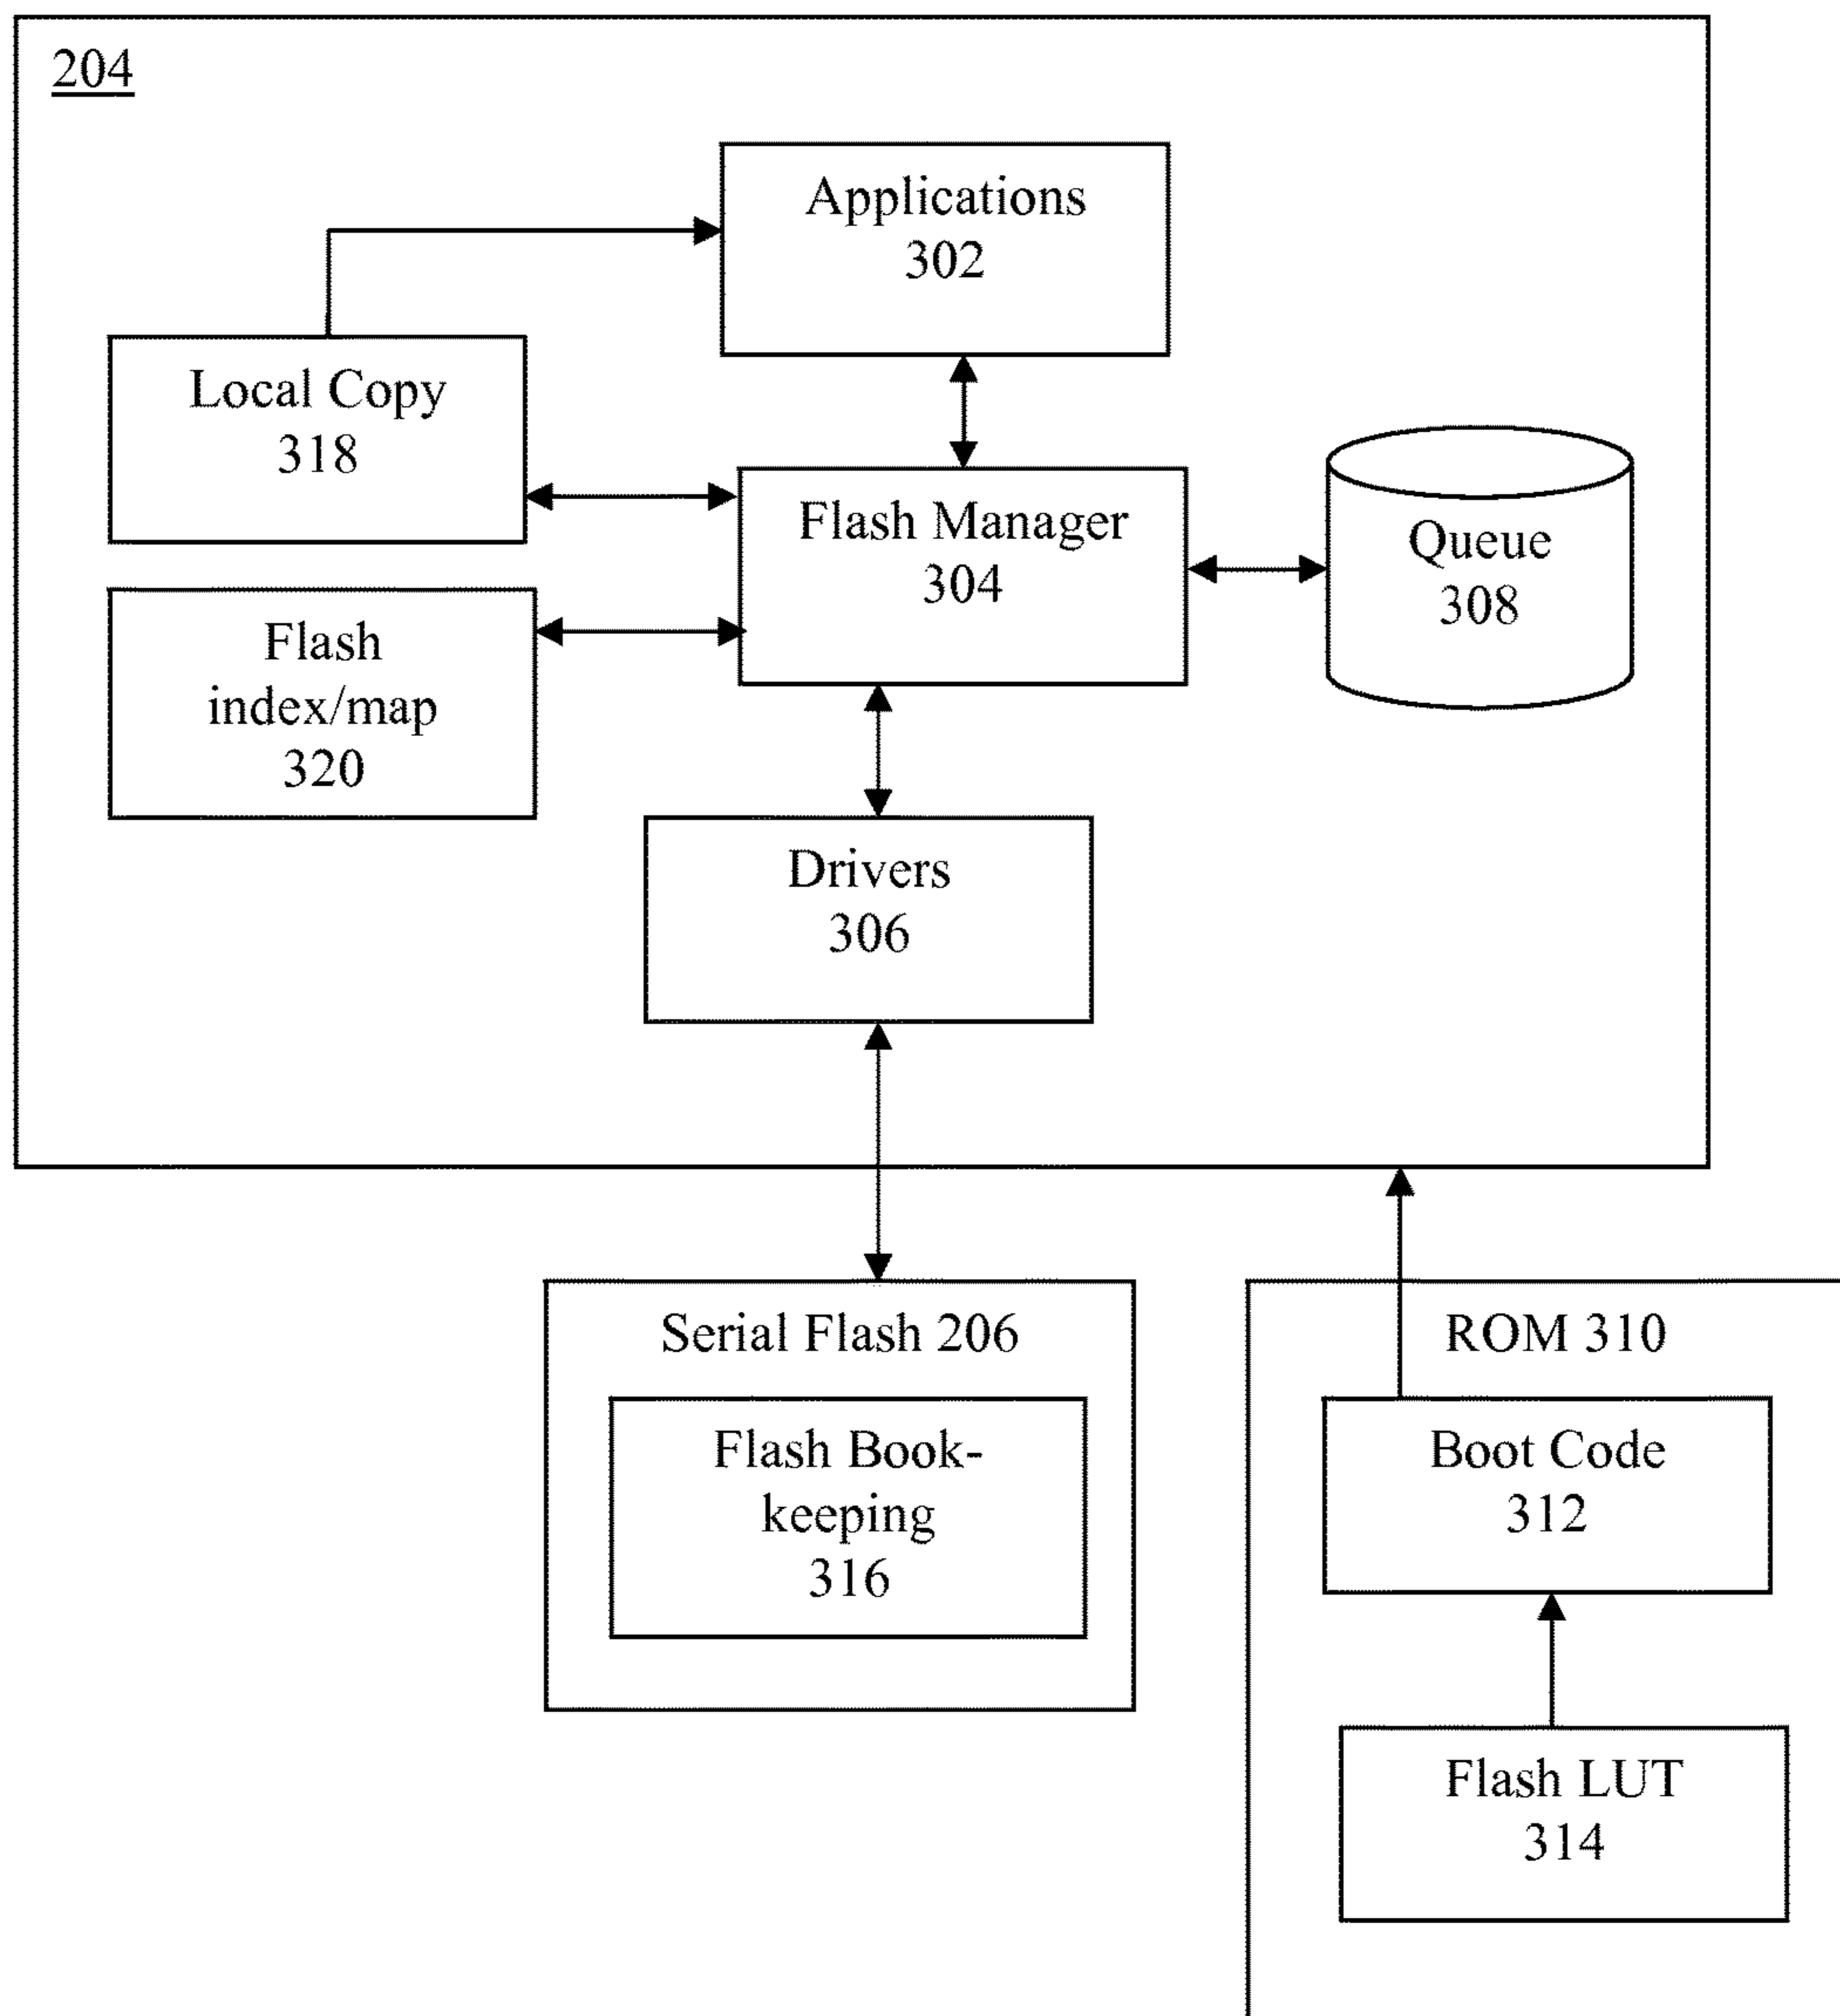 204
Applications
302
Local Copy
318
Flash Manager
304
Queue
308
Flash
index/map
320
Drivers
306
Serial Flash 206
Flash Book-
keeping
316
ROM 310
Boot Code
312
Flash LUT
314